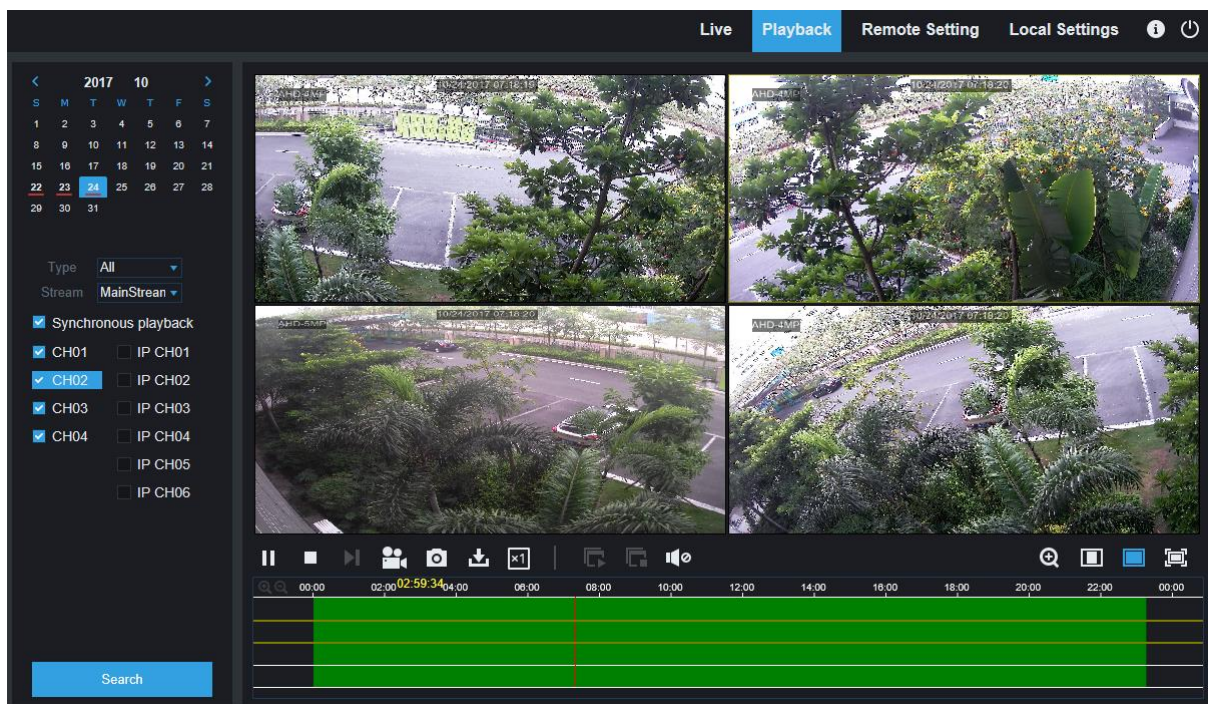 Live Playback Remote Setting Local Settings
2017 10
S M T W T F S
1 2 3 4 5 6 7
8 9 10 11 12 13 14
15 16 17 18 19 20 21
22 23 24 25 26 27 28
29 30 31
Type All
Stream MainStrean
Synchronous playback
CH01 IP CH01
CH02 IP CH02
CH03 IP CH03
CH04 IP CH04
IP CH05
IP CH06
Search
AHD-4MP 10/24/2017 07:18:19
AHD-4MP 10/24/2017 07:18:20
AHD-5MP 10/24/2017 07:18:20
AHD-4MP 10/24/2017 07:18:20
×1
00:00 02:00 02:59:34 04:00 06:00 08:00 10:00 12:00 14:00 16:00 18:00 20:00 22:00 00:00